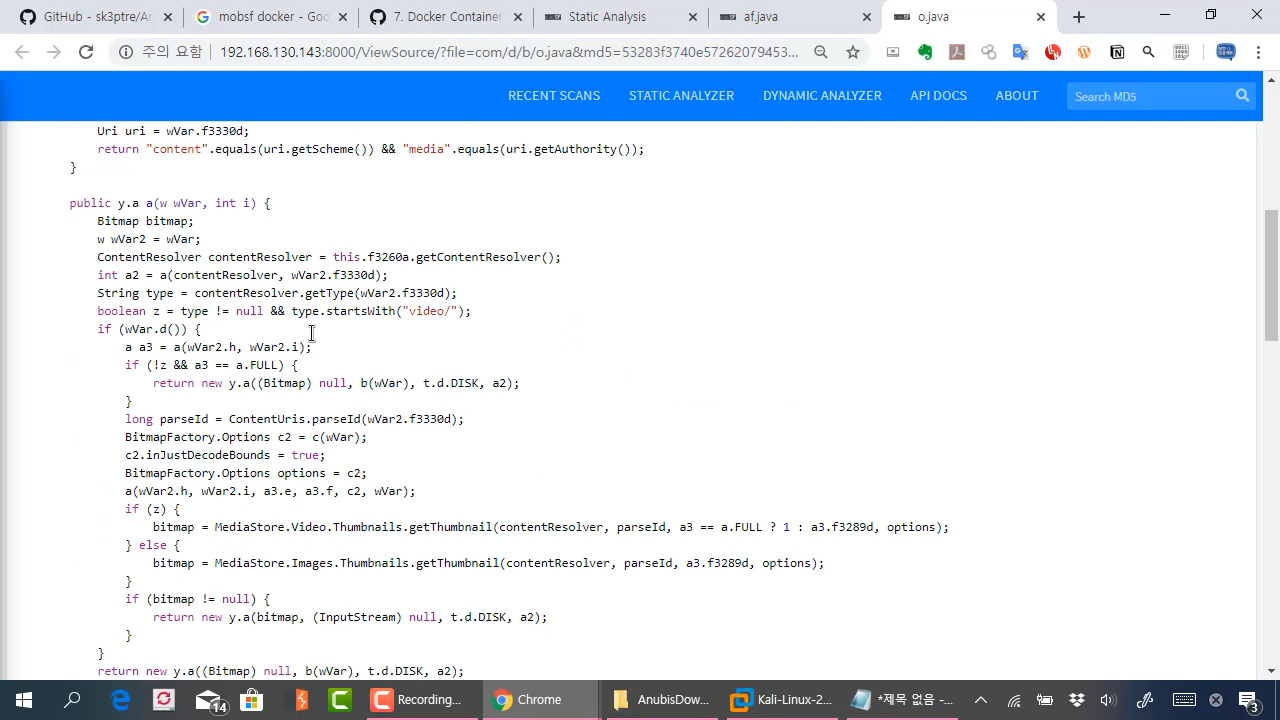 GitHub - sk3ptre/An
mobsf docker - Goo
7. Docker Container
Static Analysis
af.java
o.java
주의 요함 192.168.130.143:8000/ViewSource/?file=com/d/b/o.java&md5=53283f3740e57262079453...
RECENT SCANS STATIC ANALYZER DYNAMIC ANALYZER API DOCS ABOUT Search MD5
Uri uri = wVar.f3330d;
return "content".equals(uri.getScheme()) && "media".equals(uri.getAuthority());
}
public y.a a(w wVar, int i) {
Bitmap bitmap;
w wVar2 = wVar;
ContentResolver contentResolver = this.f3260a.getContentResolver();
int a2 = a(contentResolver, wVar2.f3330d);
String type = contentResolver.getType(wVar2.f3330d);
boolean z = type != null && type.startsWith("video/");
if (wVar.d()) {
a a3 = a(wVar2.h, wVar2.i);
if (!z && a3 == a.FULL) {
return new y.a((Bitmap) null, b(wVar), t.d.DISK, a2);
}
long parseId = ContentUris.parseId(wVar2.f3330d);
BitmapFactory.Options c2 = c(wVar);
c2.inJustDecodeBounds = true;
BitmapFactory.Options options = c2;
a(wVar2.h, wVar2.i, a3.e, a3.f, c2, wVar);
if (z) {
bitmap = MediaStore.Video.Thumbnails.getThumbnail(contentResolver, parseId, a3 == a.FULL ? 1 : a3.f3289d, options);
} else {
bitmap = MediaStore.Images.Thumbnails.getThumbnail(contentResolver, parseId, a3.f3289d, options);
}
if (bitmap != null) {
return new y.a(bitmap, (InputStream) null, t.d.DISK, a2);
}
}
return new y.a((Bitmap) null, b(wVar), t.d.DISK, a2);
14 Recording... Chrome AnubisDow... Kali-Linux-2... *제목 없음 -... 3